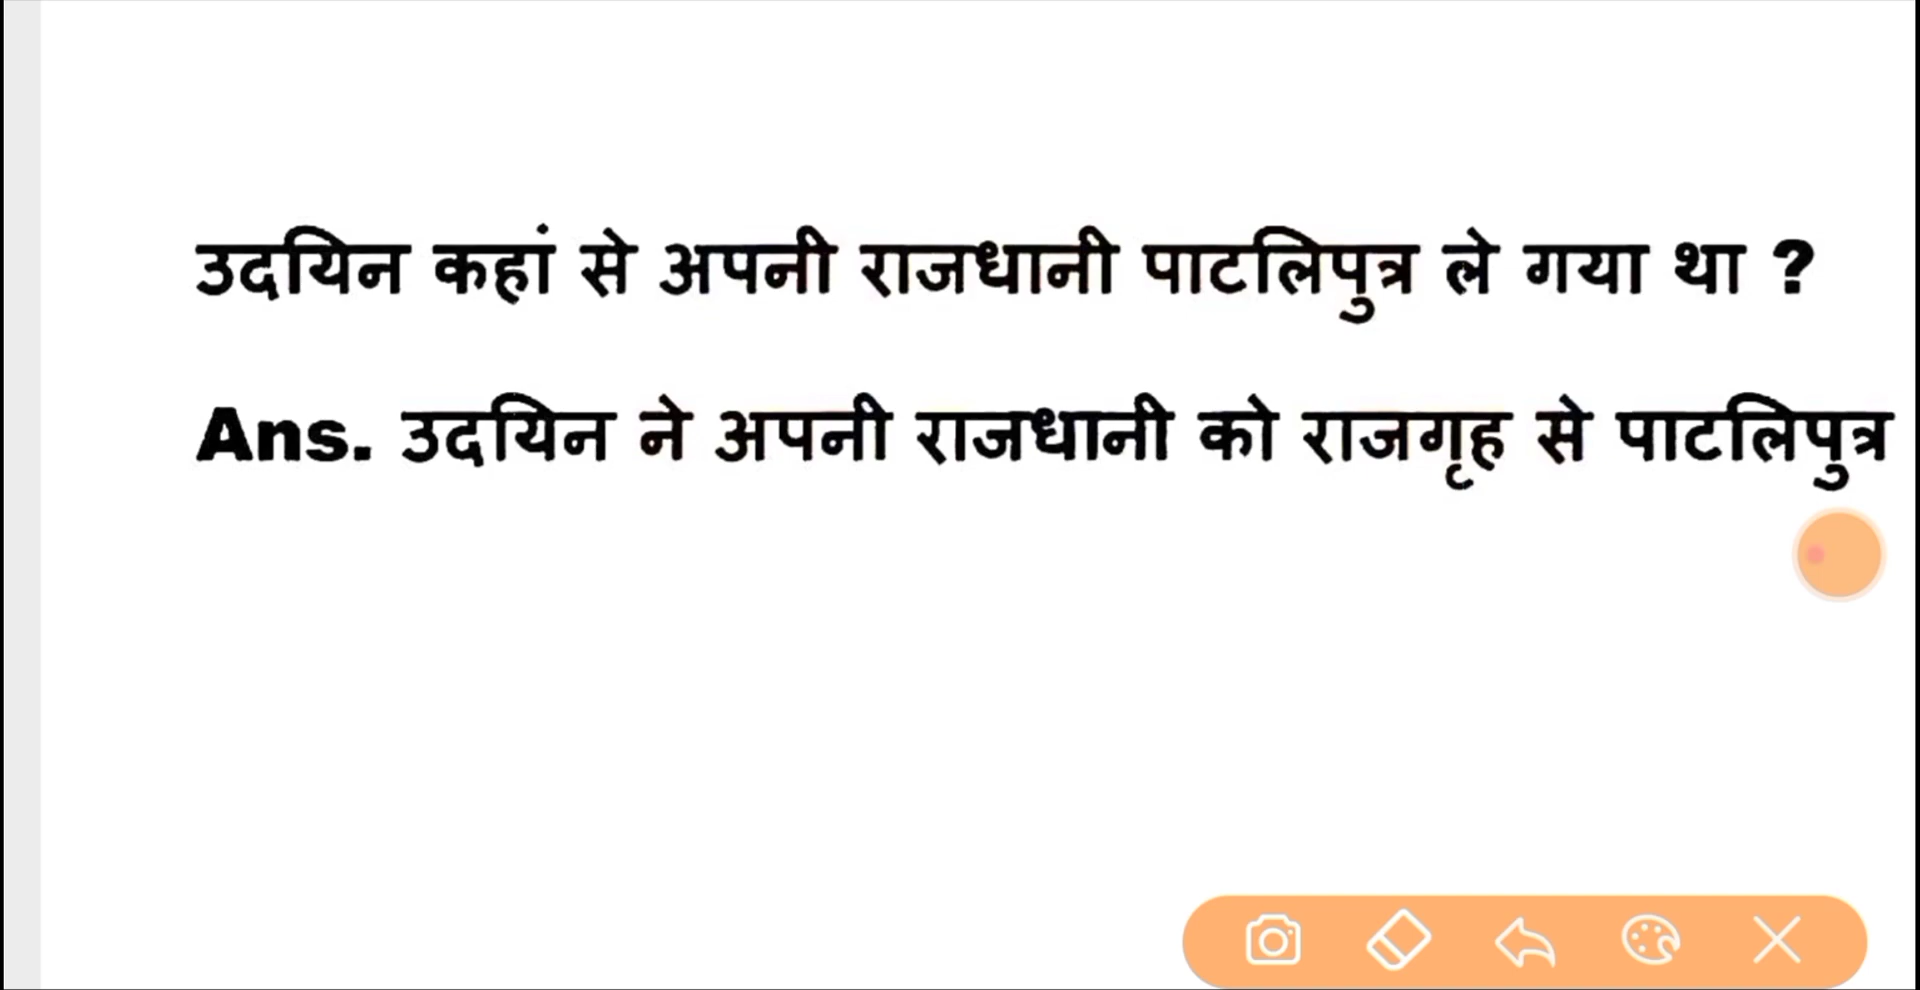 उदयिन कहां से अपनी राजधानी पाटलिपुत्र ले गया था ?
Ans. उदयिन ने अपनी राजधानी को राजगृह से पाटलिपुत्र